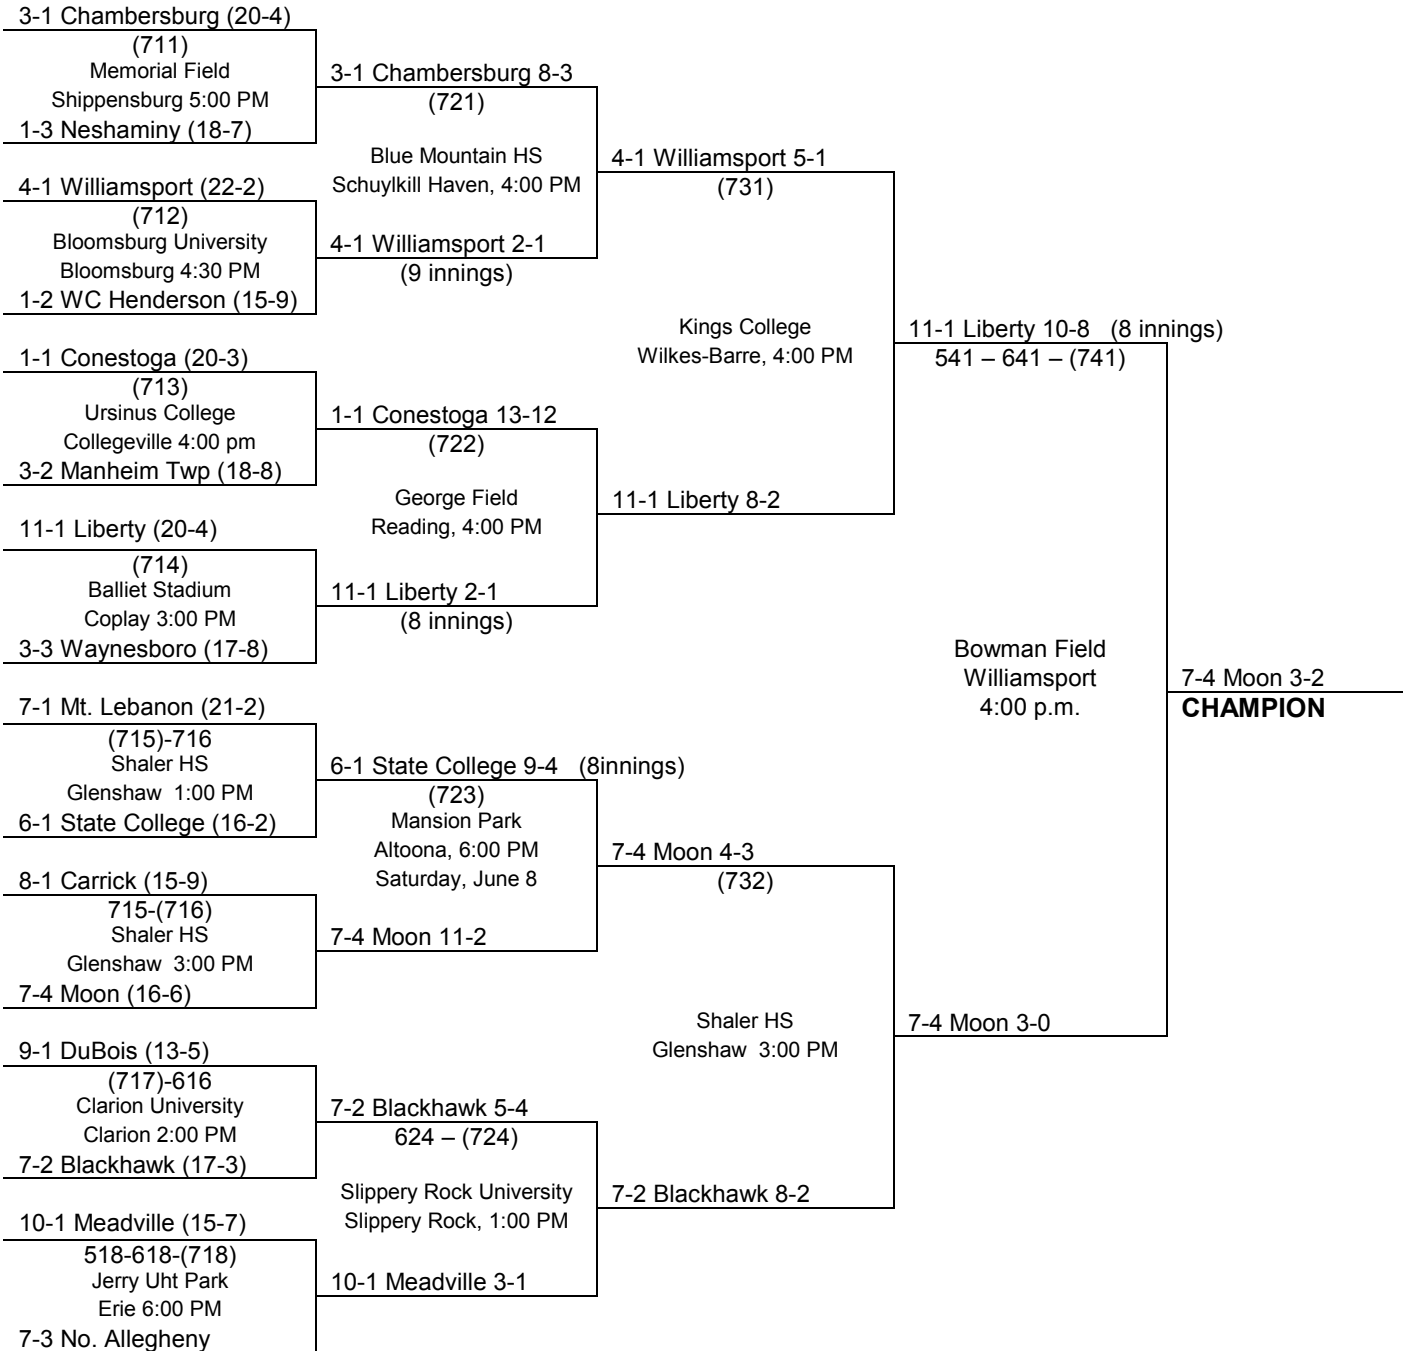 3-1 Chambersburg (20-4)
(711)
Memorial Field
Shippensburg 5:00 PM
1-3 Neshaminy (18-7)
4-1 Williamsport (22-2)
(712)
Bloomsburg University
Bloomsburg 4:30 PM
1-2 WC Henderson (15-9)
1-1 Conestoga (20-3)
(713)
Ursinus College
Collegeville 4:00 pm
3-2 Manheim Twp (18-8)
11-1 Liberty (20-4)
(714)
Balliet Stadium
Coplay 3:00 PM
3-3 Waynesboro (17-8)
7-1 Mt. Lebanon (21-2)
(715)-716
Shaler HS
Glenshaw  1:00 PM
6-1 State College (16-2)
8-1 Carrick (15-9)
715-(716)
Shaler HS
Glenshaw  3:00 PM
7-4 Moon (16-6)
9-1 DuBois (13-5)
(717)-616
Clarion University
Clarion 2:00 PM
7-2 Blackhawk (17-3)
10-1 Meadville (15-7)
518-618-(718)
Jerry Uht Park
Erie 6:00 PM
7-3 No. Allegheny
3-1 Chambersburg 8-3
(721)
Blue Mountain HS
Schuylkill Haven, 4:00 PM
4-1 Williamsport 2-1
(9 innings)
1-1 Conestoga 13-12
(722)
George Field
Reading, 4:00 PM
11-1 Liberty 2-1
(8 innings)
6-1 State College 9-4   (8innings)
(723)
Mansion Park
Altoona, 6:00 PM
Saturday, June 8
7-4 Moon 11-2
7-2 Blackhawk 5-4
624 – (724)
Slippery Rock University
Slippery Rock, 1:00 PM
10-1 Meadville 3-1
4-1 Williamsport 5-1
(731)
Kings College
Wilkes-Barre, 4:00 PM
11-1 Liberty 8-2
7-4 Moon 4-3
(732)
Shaler HS
Glenshaw  3:00 PM
7-2 Blackhawk 8-2
11-1 Liberty 10-8   (8 innings)
541 – 641 – (741)
Bowman Field
Williamsport
4:00 p.m.
7-4 Moon 3-0
7-4 Moon 3-2
CHAMPION